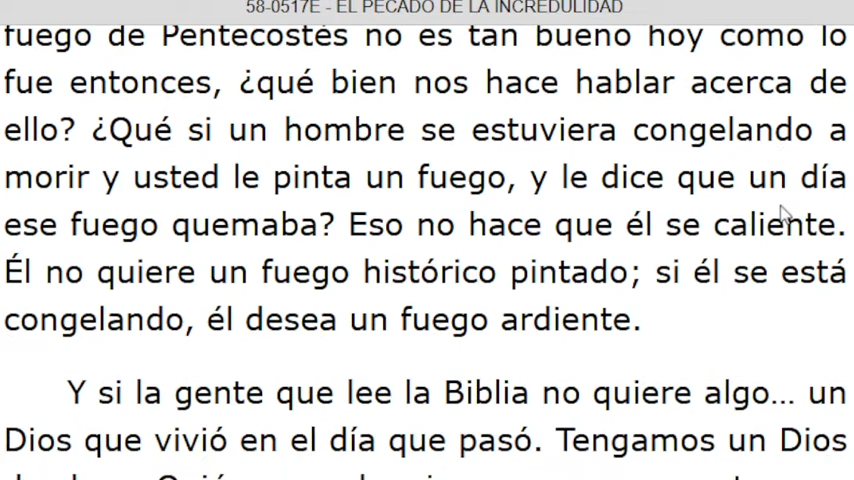 58-0517E - EL PECADO DE LA INCREDULIDAD
fuego de Pentecostés no es tan bueno hoy como lo
fue entonces, ¿qué bien nos hace hablar acerca de
ello? ¿Qué si un hombre se estuviera congelando a
morir y usted le pinta un fuego, y le dice que un día
ese fuego quemaba? Eso no hace que él se caliente.
Él no quiere un fuego histórico pintado; si él se está
congelando, él desea un fuego ardiente.
Y si la gente que lee la Biblia no quiere algo... un
Dios que vivió en el día que pasó. Tengamos un Dios